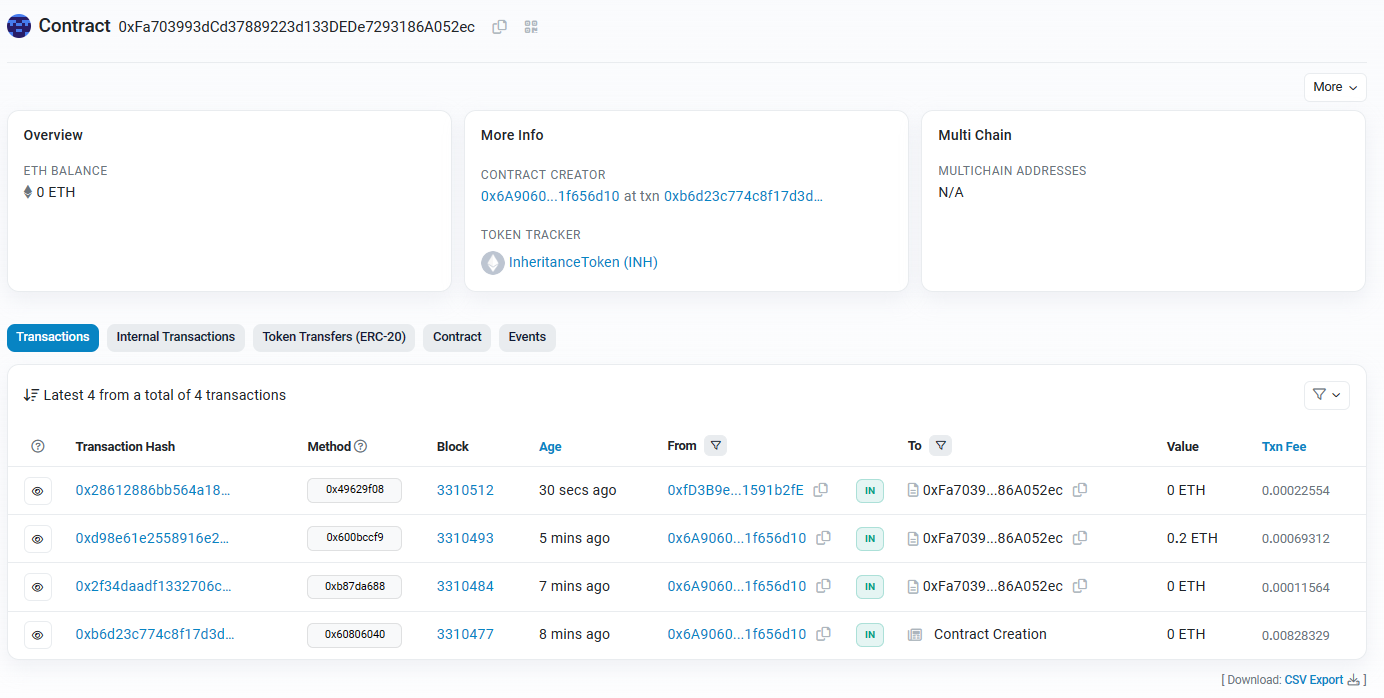 Contract 0xFa703993dCd37889223d133DEDe7293186A052ec
More
Overview
ETH BALANCE
0 ETH
More Info
CONTRACT CREATOR
0x6A9060...1f656d10 at txn 0xb6d23c774c8f17d3d...
TOKEN TRACKER
InheritanceToken (INH)
Multi Chain
MULTICHAIN ADDRESSES
N/A
Transactions Internal Transactions Token Transfers (ERC-20) Contract Events
Latest 4 from a total of 4 transactions
Transaction Hash Method Block Age From To Value Txn Fee
0x28612886bb564a18... 0x49629f08 3310512 30 secs ago 0xfD3B9e...1591b2fE IN 0xFa7039...86A052ec 0 ETH 0.00022554
0xd98e61e2558916e2... 0x600bccf9 3310493 5 mins ago 0x6A9060...1f656d10 IN 0xFa7039...86A052ec 0.2 ETH 0.00069312
0x2f34daadf1332706c... 0xb87da688 3310484 7 mins ago 0x6A9060...1f656d10 IN 0xFa7039...86A052ec 0 ETH 0.00011564
0xb6d23c774c8f17d3d... 0x60806040 3310477 8 mins ago 0x6A9060...1f656d10 IN Contract Creation 0 ETH 0.00828329
[ Download: CSV Export ]